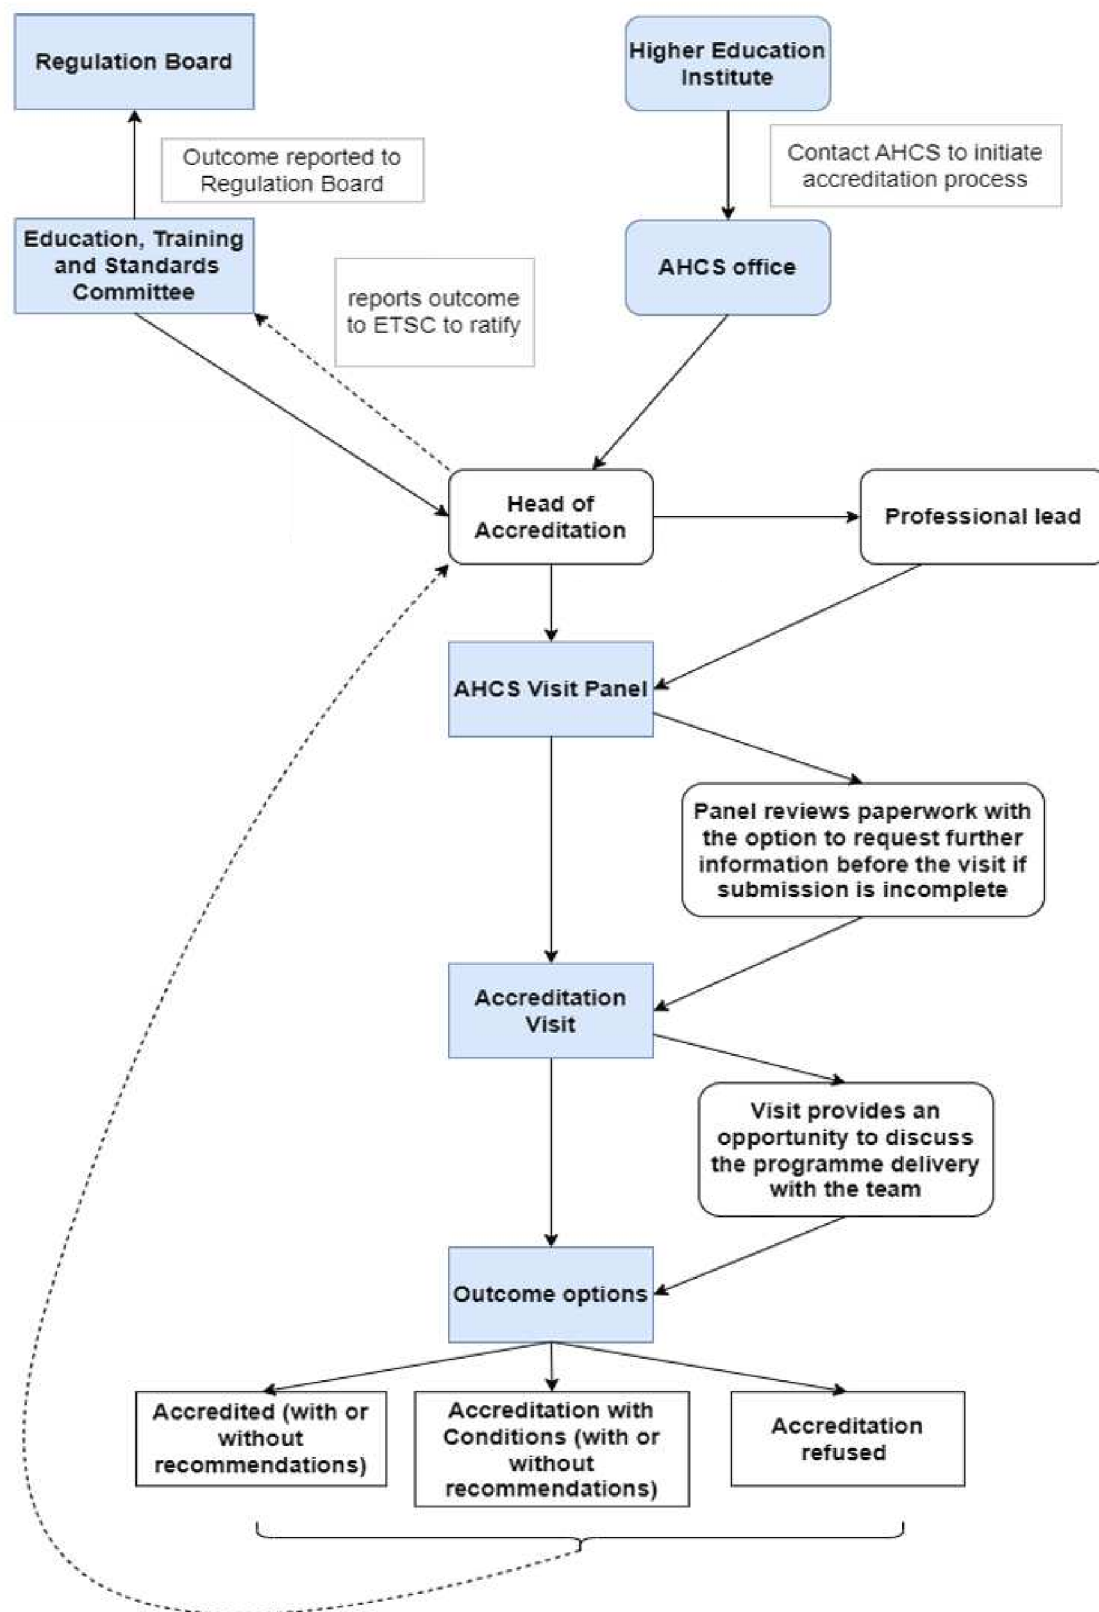 Regulation Board
Higher Education
Institute
Outcome reported to
Regulation Board
Contact AHCS to initiate
accreditation process
Education, Training
and Standards
Committee
AHCS office
reports outcome
to ETSC to ratify
Head of
Accreditation
Professional lead
AHCS Visit Panel
Panel reviews paperwork with
the option to request further
information before the visit if
submission is incomplete
Accreditation
Visit
Visit provides an
opportunity to discuss
the programme delivery
with the team
Outcome options
Accredited (with or
without
recommendations)
Accreditation with
Conditions (with or
without
recommendations)
Accreditation
refused